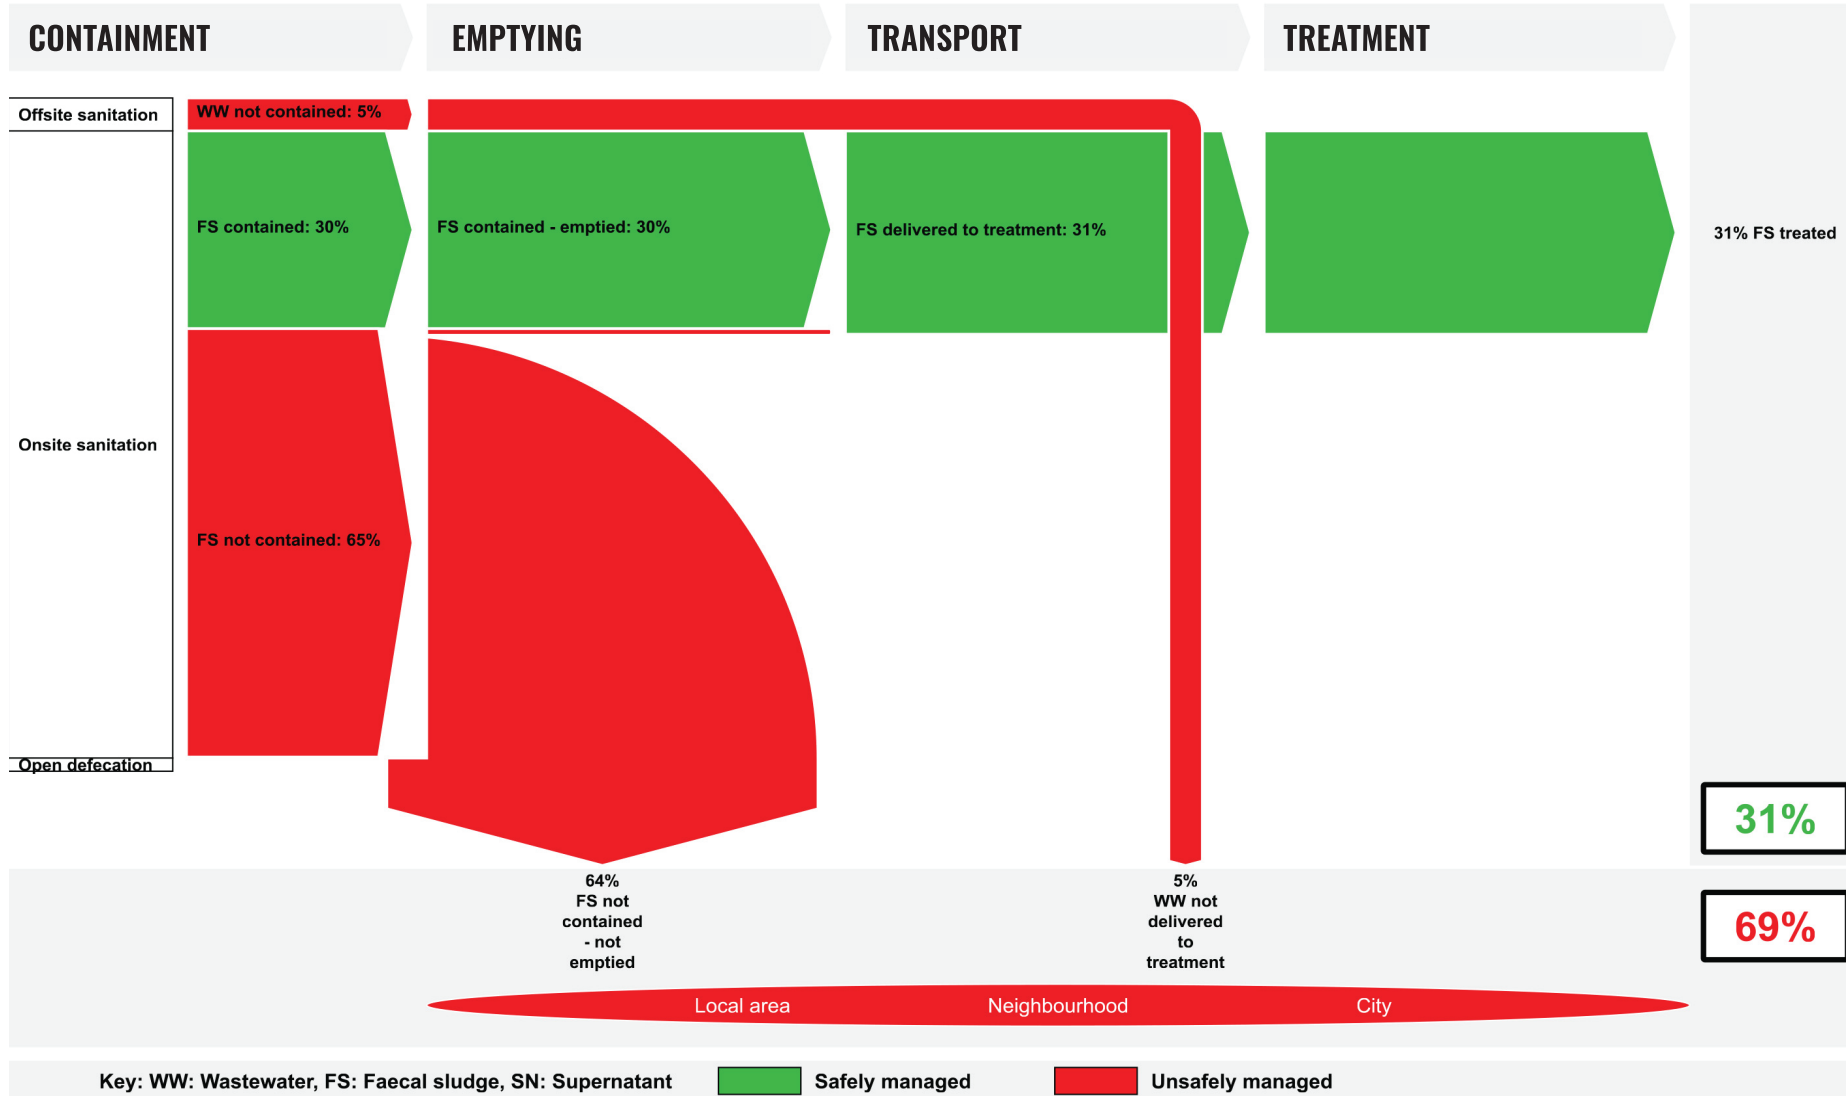 CONTAINMENT
EMPTYING
TRANSPORT
TREATMENT
Offsite sanitation
WW not contained: 5%
FS contained: 30%
FS contained - emptied: 30%
FS delivered to treatment: 31%
31% FS treated
Onsite sanitation
FS not contained: 65%
Open defecation
31%
64%
FS not
contained
- not
emptied
5%
WW not
delivered
to
treatment
69%
Local area
Neighbourhood
City
Key: WW: Wastewater, FS: Faecal sludge, SN: Supernatant
Safely managed
Unsafely managed